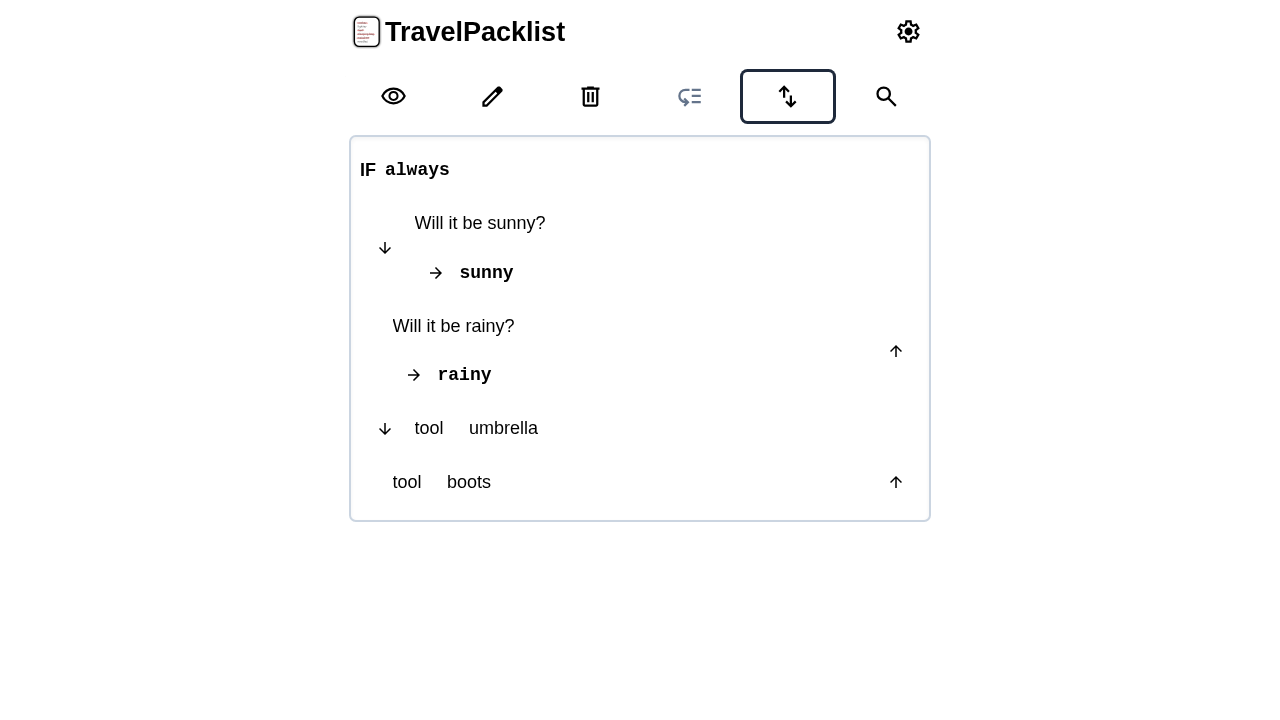 TravelPacklist
IF always
Will it be sunny?
sunny
Will it be rainy?
rainy
tool umbrella
tool boots